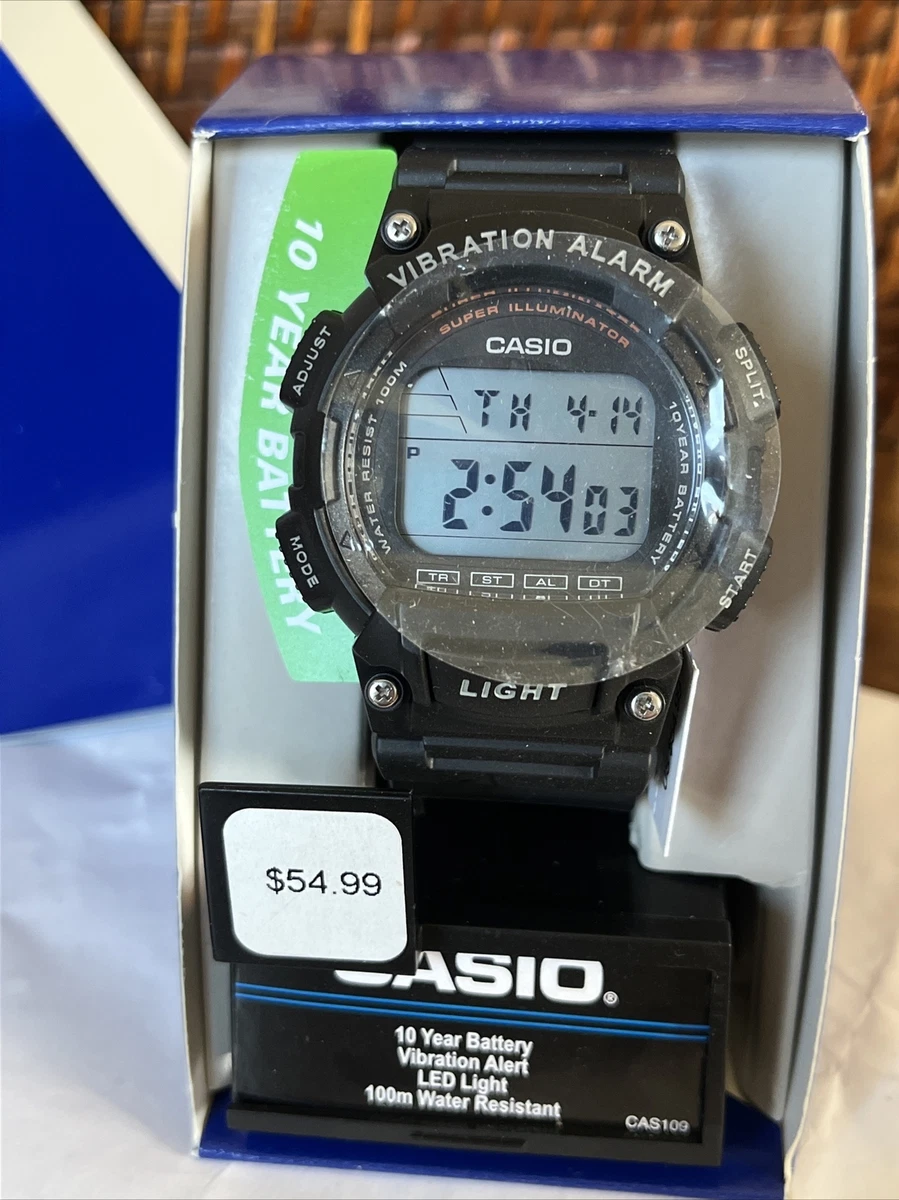 10 YEAR BATTERY
VIBRATION ALARM
SUPER ILLUMINATOR
CASIO
ADJUST
SPLIT
WATER RESIST 100M
10 YEAR BATTERY
TH 4-14
P
2:54 03
MODE
START
TR ST AL DT
LIGHT
$54.99
CASIO®
10 Year Battery
Vibration Alert
LED Light
100m Water Resistant
CAS109